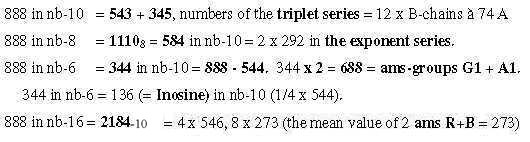 888 in nb-10 = 543 + 345, numbers of the triplet series = 12 x B-chains à 74 A
888 in nb-8 = 1110₈ = 584 in nb-10 = 2 x 292 in the exponent series.
888 in nb-6 = 344 in nb-10 = 888 - 544. 344 x 2 = 688 = ams-groups G1 + A1.
344 in nb-6 = 136 (= Inosine) in nb-10 (1/4 x 544).
888 in nb-16 = 2184-10 = 4 x 546, 8 x 273 (the mean value of 2 ams R+B = 273)